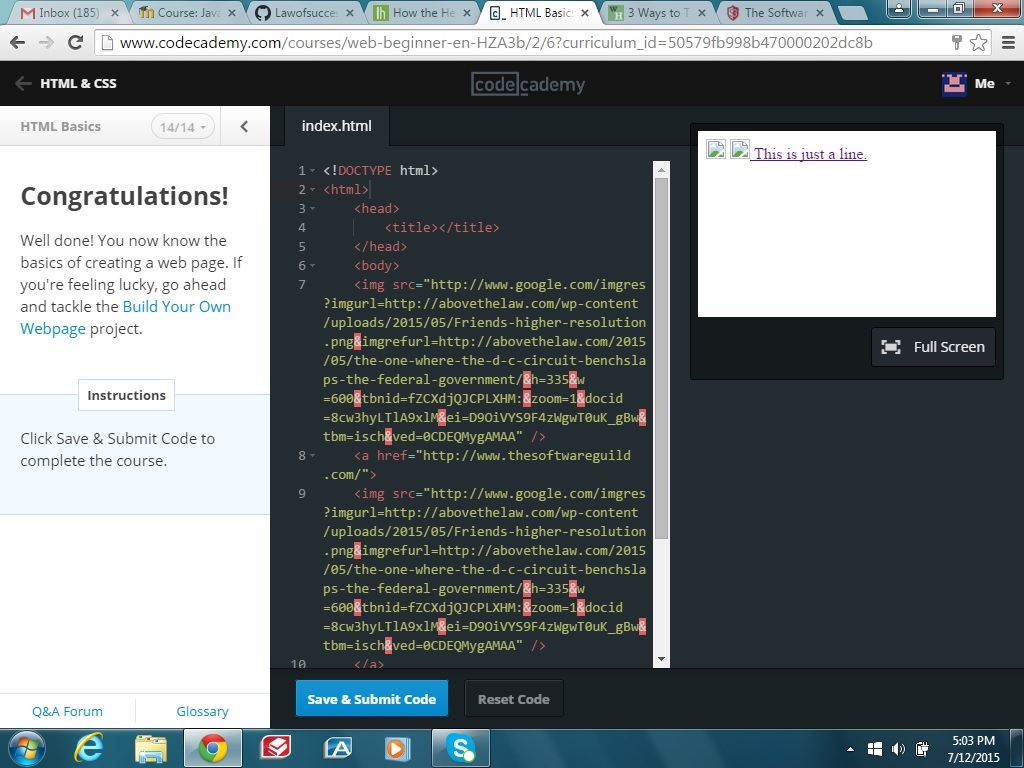 Inbox (185)
Course: Java
Lawofsucces
How the He
HTML Basic
3 Ways to T
The Softwar
www.codecademy.com/courses/web-beginner-en-HZA3b/2/6?curriculum_id=50579fb998b470000202dc8b
HTML & CSS
codecademy
Me
HTML Basics
14/14
index.html
Congratulations!
Well done! You now know the
basics of creating a web page. If
you're feeling lucky, go ahead
and tackle the Build Your Own
Webpage project.
Instructions
Click Save & Submit Code to
complete the course.
Q&A Forum
Glossary
1 <!DOCTYPE html>
2 <html>
3 <head>
4 <title></title>
5 </head>
6 <body>
7 <img src="http://www.google.com/imgres
?imgurl=http://abovethelaw.com/wp-content
/uploads/2015/05/Friends-higher-resolution
.png&imgrefurl=http://abovethelaw.com/2015
/05/the-one-where-the-d-c-circuit-benchsla
ps-the-federal-government/&h=335&w
=600&tbnid=fZCXdjQJCPLXHM:&zoom=1&docid
=8cw3hyLTlA9xlM&ei=D9OiVYS9F4zWgwT0uK_gBw&
tbm=isch&ved=0CDEQMygAMAA" />
8 <a href="http://www.thesoftwareguild
.com/">
9 <img src="http://www.google.com/imgres
?imgurl=http://abovethelaw.com/wp-content
/uploads/2015/05/Friends-higher-resolution
.png&imgrefurl=http://abovethelaw.com/2015
/05/the-one-where-the-d-c-circuit-benchsla
ps-the-federal-government/&h=335&w
=600&tbnid=fZCXdjQJCPLXHM:&zoom=1&docid
=8cw3hyLTlA9xlM&ei=D9OiVYS9F4zWgwT0uK_gBw&
tbm=isch&ved=0CDEQMygAMAA" />
10 </a>
Save & Submit Code
Reset Code
This is just a line.
Full Screen
5:03 PM
7/12/2015